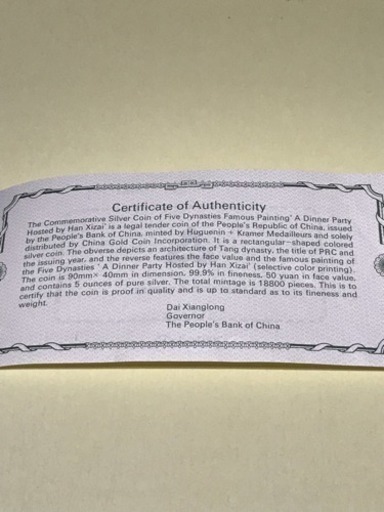 Certificate of Authenticity
The Commemorative Silver Coin of Five Dynasties Famous Painting' A Dinner Party
Hosted by Han Xizai' is a legal tender coin of the People's Republic of China, issued
by the People's Bank of China, minted by Huguenin + Kramer Medailleurs and solely
distributed by China Gold Coin Incorporation. It is a rectangular-shaped colored
silver coin. The obverse depicts an architecture of Tang dynasty, the title of PRC and
the issuing year, and the reverse features the face value and the famous painting of
the Five Dynasties ' A Dinner Party Hosted by Han Xizai' (selective color printing).
The coin is 90mm× 40mm in dimension, 99.9% in fineness, 50 yuan in face value,
and contains 5 ounces of pure silver. The total mintage is 18800 pieces. This is to
certify that the coin is proof in quality and is up to standard as to its fineness and
weight.
Dai Xianglong
Governor
The People's Bank of China